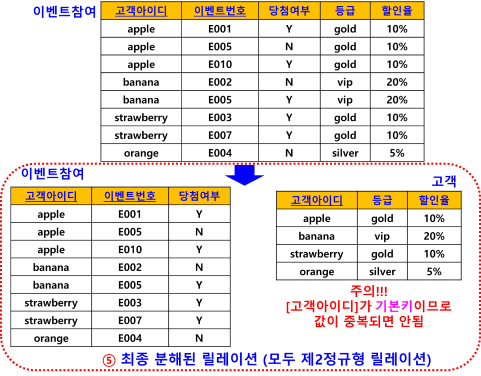 이벤트참여
고객아이디 이벤트번호 당첨여부 등급 할인율
apple E001 Y gold 10%
apple E005 N gold 10%
apple E010 Y gold 10%
banana E002 N vip 20%
banana E005 Y vip 20%
strawberry E003 Y gold 10%
strawberry E007 Y gold 10%
orange E004 N silver 5%
이벤트참여
고객아이디 이벤트번호 당첨여부
apple E001 Y
apple E005 N
apple E010 Y
banana E002 N
banana E005 Y
strawberry E003 Y
strawberry E007 Y
orange E004 N
고객
고객아이디 등급 할인율
apple gold 10%
banana vip 20%
strawberry gold 10%
orange silver 5%
주의!!!
[고객아이디]가 기본키이므로
값이 중복되면 안됨
⑤ 최종 분해된 릴레이션 (모두 제2정규형 릴레이션)